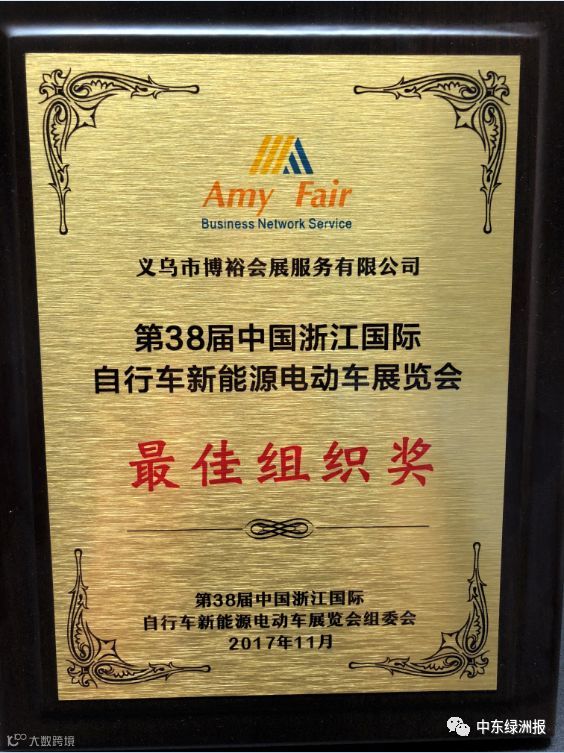 Amy Fair
Business Network Service
义乌市博裕会展服务有限公司
第38届中国浙江国际
自行车新能源电动车展览会
最佳组织奖
第38届中国浙江国际
自行车新能源电动车展览会组委会
2017年11月
大数跨境
中东绿洲报